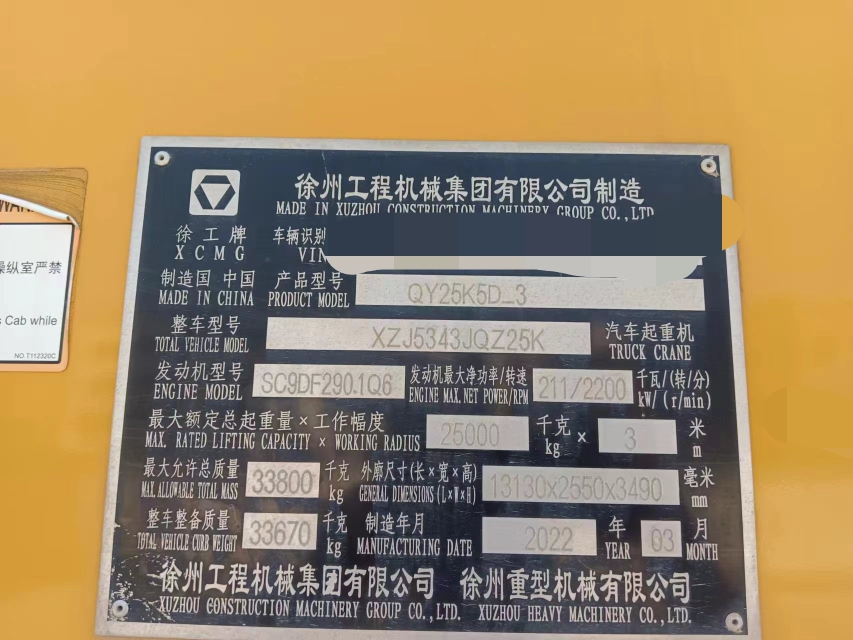 徐州工程机械集团有限公司制造
MADE IN XUZHOU CONSTRUCTION MACHINERY GROUP CO.,LTD
徐工牌 车辆识别
XCMG VIN
制造国 中国 产品型号
MADE IN CHINA PRODUCT MODEL QY25K5D_3
整车型号 XZJ5343JQZ25K 汽车起重机
TOTAL VEHICLE MODEL TRUCK CRANE
发动机型号 SC9DF290.1Q6 发动机最大净功率/转速 211/2200 千瓦/(转/分)
ENGINE MODEL ENGINE MAX.NET POWER/RPM kW/(r/min)
最大额定总起重量×工作幅度 25000 千克 × 3 米
MAX. RATED LIFTING CAPACITY × WORKING RADIUS kg m
最大允许总质量 33800 千克 外廓尺寸(长×宽×高) 13130x2550x3490 毫米
MAX.ALLOWABLE TOTAL MASS kg GENERAL DIMENSIONS(L×W×H) mm
整车整备质量 33670 千克 制造年月 2022 年 03 月
TOTAL VEHICLE CURB WEIGHT kg MANUFACTURING DATE YEAR MONTH
徐州工程机械集团有限公司 徐州重型机械有限公司
XUZHOU CONSTRUCTION MACHINERY GROUP CO.,LTD. XUZHOU HEAVY MACHINERY CO.,LTD.
操纵室严禁
s Cab while
NO.T112320C